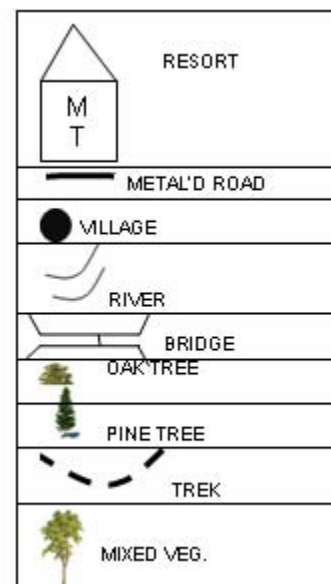 RESORT
M
T
METAL'D ROAD
VILLAGE
RIVER
BRIDGE
OAK TREE
PINE TREE
TREK
MIXED VEG.